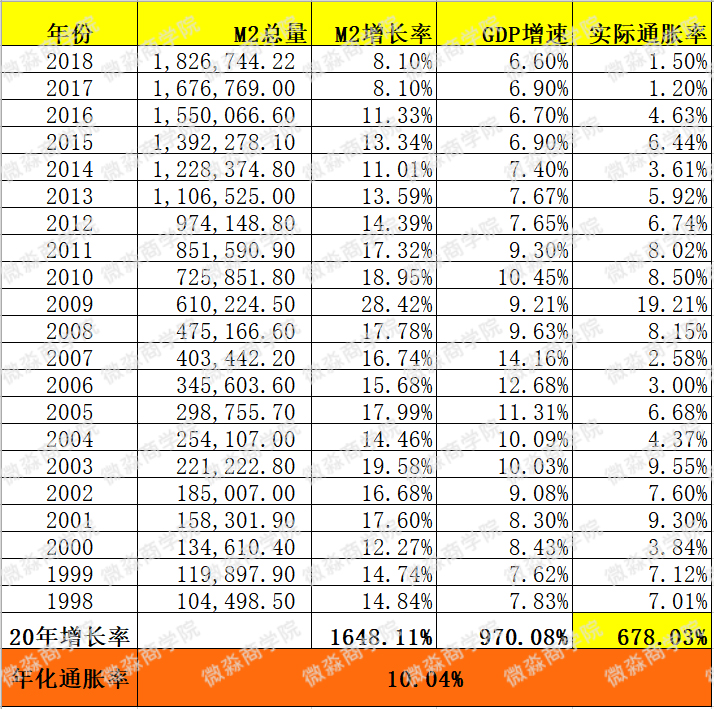 年份 M2总量 M2增长率 GDP增速 实际通胀率
2018 1,826,744.22 8.10% 6.60% 1.50%
2017 1,676,769.00 8.10% 6.90% 1.20%
2016 1,550,066.60 11.33% 6.70% 4.63%
2015 1,392,278.10 13.34% 6.90% 6.44%
2014 1,228,374.80 11.01% 7.40% 3.61%
2013 1,106,525.00 13.59% 7.67% 5.92%
2012 974,148.80 14.39% 7.65% 6.74%
2011 851,590.90 17.32% 9.30% 8.02%
2010 725,851.80 18.95% 10.45% 8.50%
2009 610,224.50 28.42% 9.21% 19.21%
2008 475,166.60 17.78% 9.63% 8.15%
2007 403,442.20 16.74% 14.16% 2.58%
2006 345,603.60 15.68% 12.68% 3.00%
2005 298,755.70 17.99% 11.31% 6.68%
2004 254,107.00 14.46% 10.09% 4.37%
2003 221,222.80 19.58% 10.03% 9.55%
2002 185,007.00 16.68% 9.08% 7.60%
2001 158,301.90 17.60% 8.30% 9.30%
2000 134,610.40 12.27% 8.43% 3.84%
1999 119,897.90 14.74% 7.62% 7.12%
1998 104,498.50 14.84% 7.83% 7.01%
20年增长率 1648.11% 970.08% 678.03%
年化通胀率 10.04%
微淼商学院